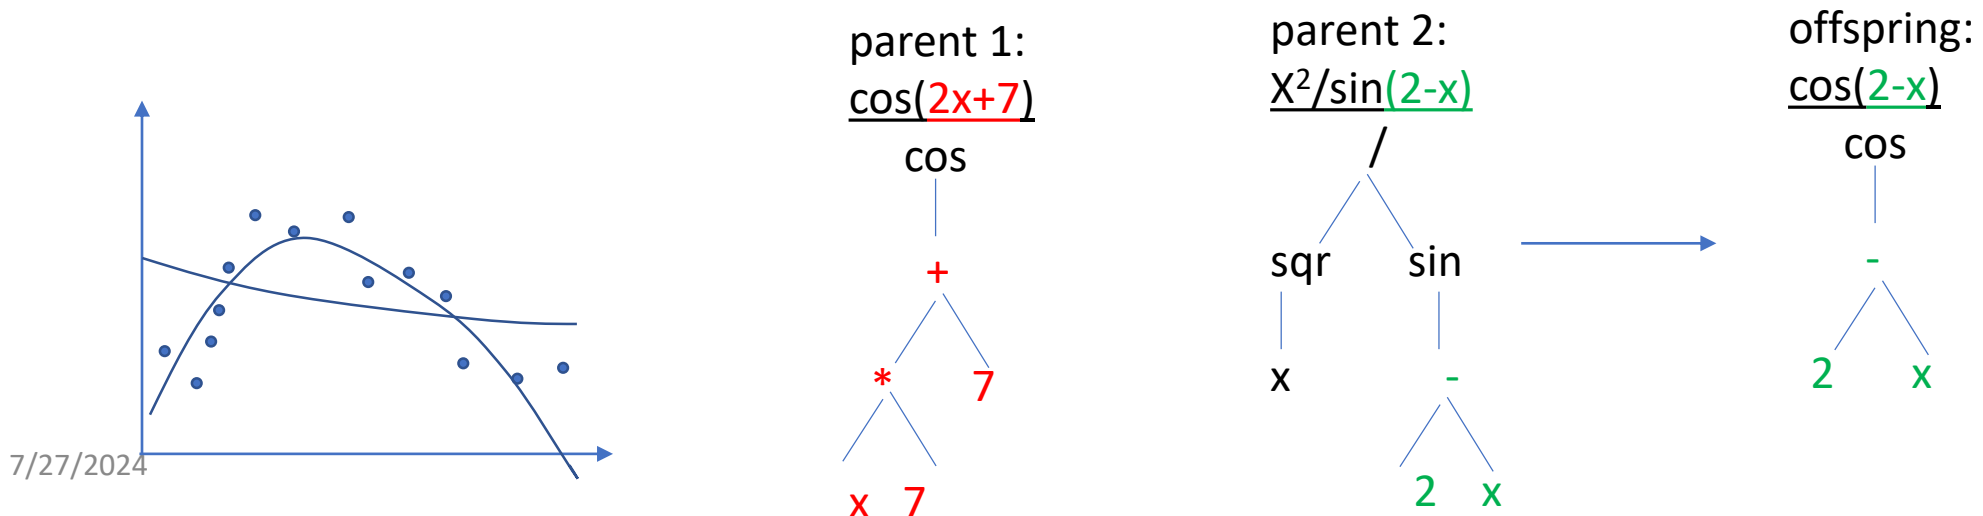 parent 1:
cos(2x+7)
cos
+
* 7
x 7
parent 2:
X²/sin(2-x)
/
sqr sin
x -
2 x
offspring:
cos(2-x)
cos
-
2 x
7/27/2024